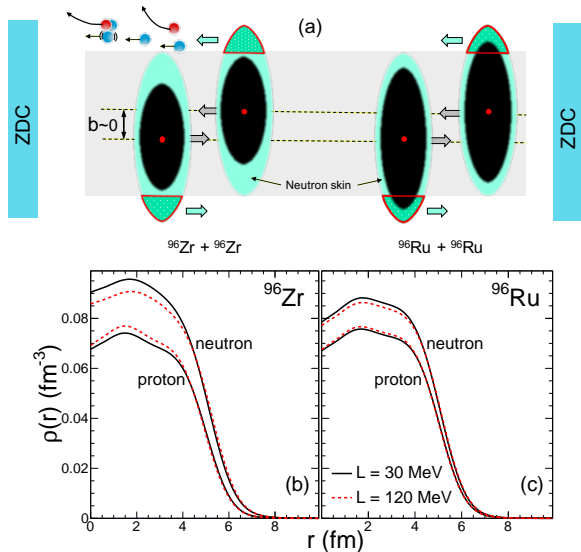 (a)
ZDC
ZDC
b~0
Neutron skin
⁹⁶Zr + ⁹⁶Zr
⁹⁶Ru + ⁹⁶Ru
ρ(r) (fm⁻³)
0.08
0.06
0.04
0.02
0
⁹⁶Zr
neutron
proton
(b)
⁹⁶Ru
neutron
proton
L = 30 MeV
L = 120 MeV
(c)
0 2 4 6 8
2 4 6 8
r (fm)